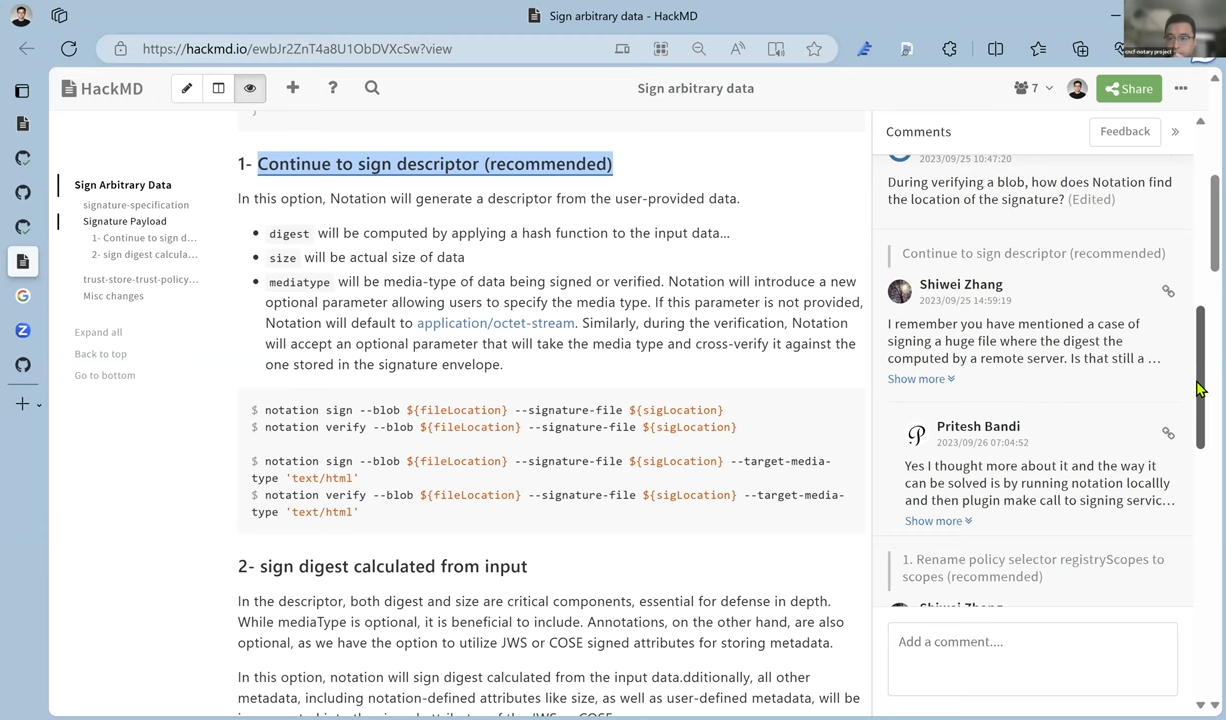 Sign arbitrary data - HackMD
https://hackmd.io/ewbJr2ZnT4a8U1ObDVXcSw?view
cncf-notary project
HackMD
Sign arbitrary data
7
Share
Sign Arbitrary Data
signature-specification
Signature Payload
1- Continue to sign d…
2- sign digest calcula…
trust-store-trust-policy…
Misc changes
Expand all
Back to top
Go to bottom
}
1- Continue to sign descriptor (recommended)
In this option, Notation will generate a descriptor from the user-provided data.
digest will be computed by applying a hash function to the input data…
size will be actual size of data
mediatype will be media-type of data being signed or verified. Notation will introduce a new
optional parameter allowing users to specify the media type. If this parameter is not provided,
Notation will default to application/octet-stream. Similarly, during the verification, Notation
will accept an optional parameter that will take the media type and cross-verify it against the
one stored in the signature envelope.
$ notation sign --blob ${fileLocation} --signature-file ${sigLocation}
$ notation verify --blob ${fileLocation} --signature-file ${sigLocation}
$ notation sign --blob ${fileLocation} --signature-file ${sigLocation} --target-media-
type 'text/html'
$ notation verify --blob ${fileLocation} --signature-file ${sigLocation} --target-media-
type 'text/html'
2- sign digest calculated from input
In the descriptor, both digest and size are critical components, essential for defense in depth.
While mediaType is optional, it is beneficial to include. Annotations, on the other hand, are also
optional, as we have the option to utilize JWS or COSE signed attributes for storing metadata.
In this option, notation will sign digest calculated from the input data.dditionally, all other
metadata, including notation-defined attributes like size, as well as user-defined metadata, will be
Comments
Feedback
2023/09/25 10:47:20
During verifying a blob, how does Notation find
the location of the signature? (Edited)
Continue to sign descriptor (recommended)
Shiwei Zhang
2023/09/25 14:59:19
I remember you have mentioned a case of
signing a huge file where the digest the
computed by a remote server. Is that still a …
Show more
Pritesh Bandi
2023/09/26 07:04:52
Yes I thought more about it and the way it
can be solved is by running notation locallly
and then plugin make call to signing servic…
Show more
1. Rename policy selector registryScopes to
scopes (recommended)
Shiwei Zhang
Add a comment....